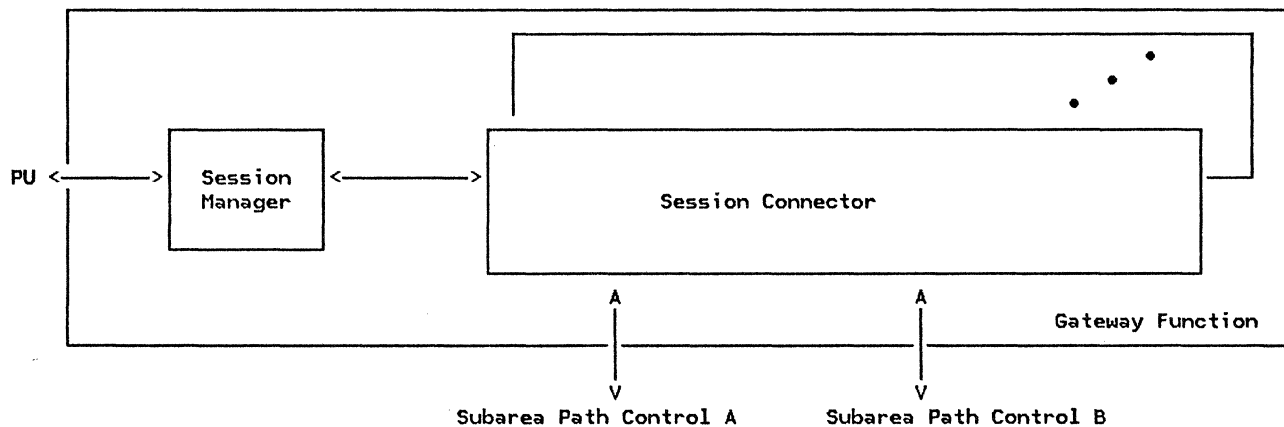 PU
Session
Manager
Session Connector
Gateway Function
Subarea Path Control A
Subarea Path Control B